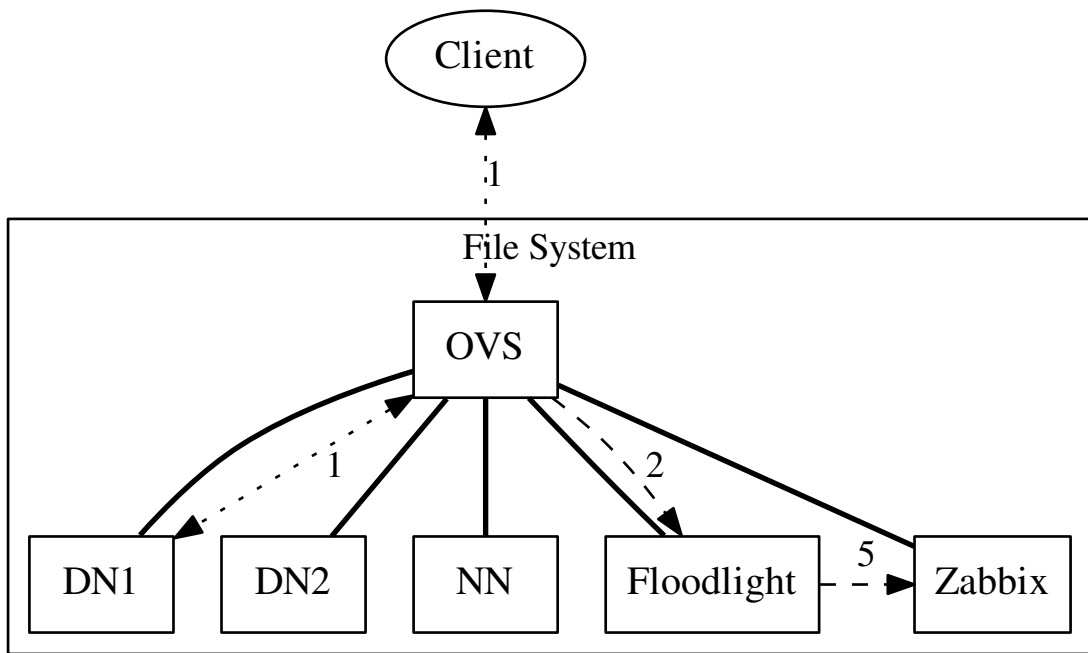 Client
1
File System
OVS
1
2
DN1
DN2
NN
Floodlight
5
Zabbix